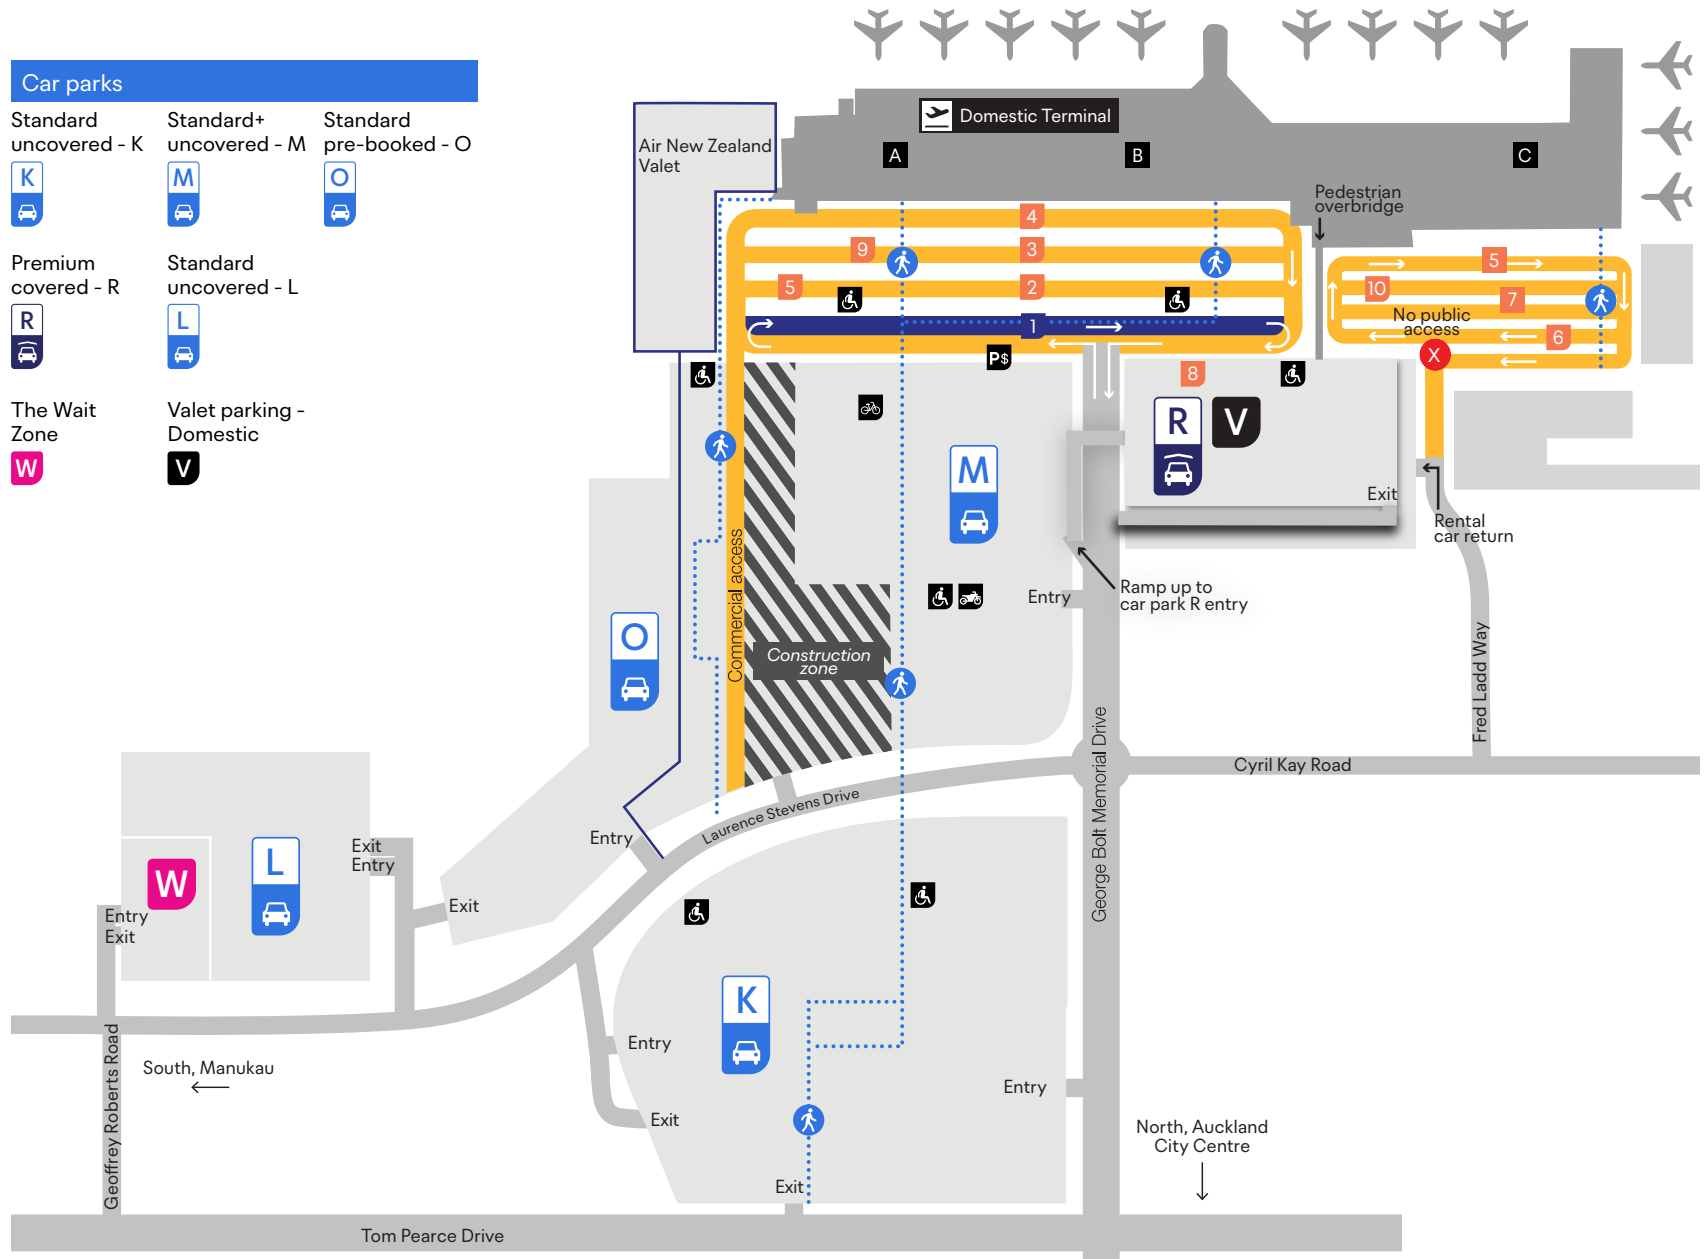 Car parks
Standard
uncovered - K
K
Standard+
uncovered - M
M
Standard
pre-booked - O
O
Premium
covered - R
R
Standard
uncovered - L
L
The Wait
Zone
W
Valet parking -
Domestic
V
Air New Zealand
Valet
Domestic Terminal
A
B
C
Pedestrian
overbridge
4
9
3
5
2
1
5
10
7
No public
access
6
X
P$
8
R
V
Exit
Rental
car return
M
Commercial access
Construction
zone
Entry
Ramp up to
car park R entry
O
Fred Ladd Way
George Bolt Memorial Drive
Cyril Kay Road
Laurence Stevens Drive
Entry
Exit
Entry
L
W
Entry
Exit
Exit
K
Entry
Exit
Entry
Exit
South, Manukau
Geoffrey Roberts Road
North, Auckland
City Centre
Tom Pearce Drive